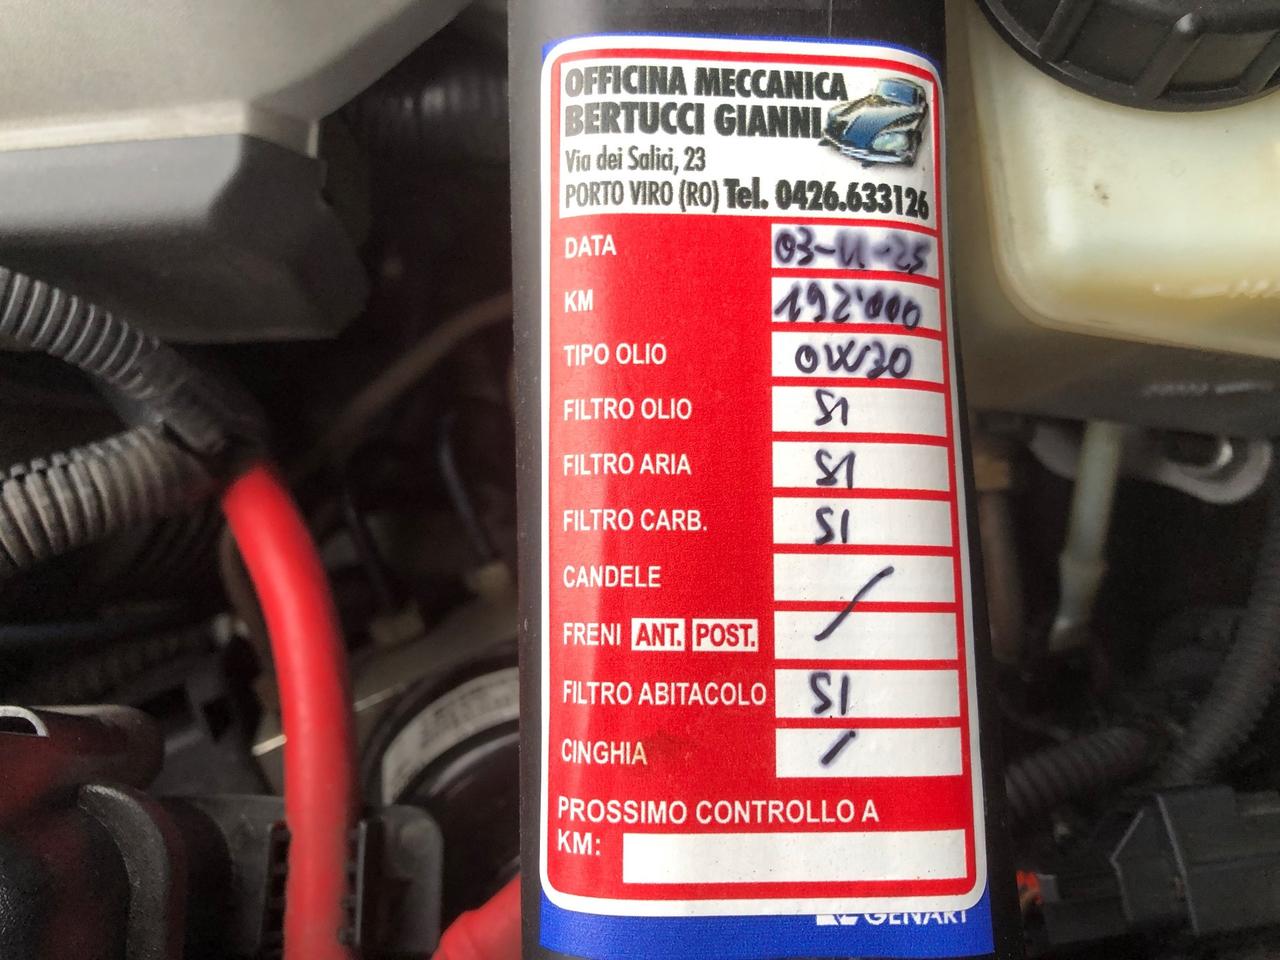 OFFICINA MECCANICA
BERTUCCI GIANNI
Via dei Salici, 23
PORTO VIRO (RO) Tel. 0426.633126
DATA 03-11-25
KM 192'000
TIPO OLIO 0W30
FILTRO OLIO SI
FILTRO ARIA SI
FILTRO CARB. SI
CANDELE
FRENI ANT. POST.
FILTRO ABITACOLO SI
CINGHIA
PROSSIMO CONTROLLO A
KM:
GENART